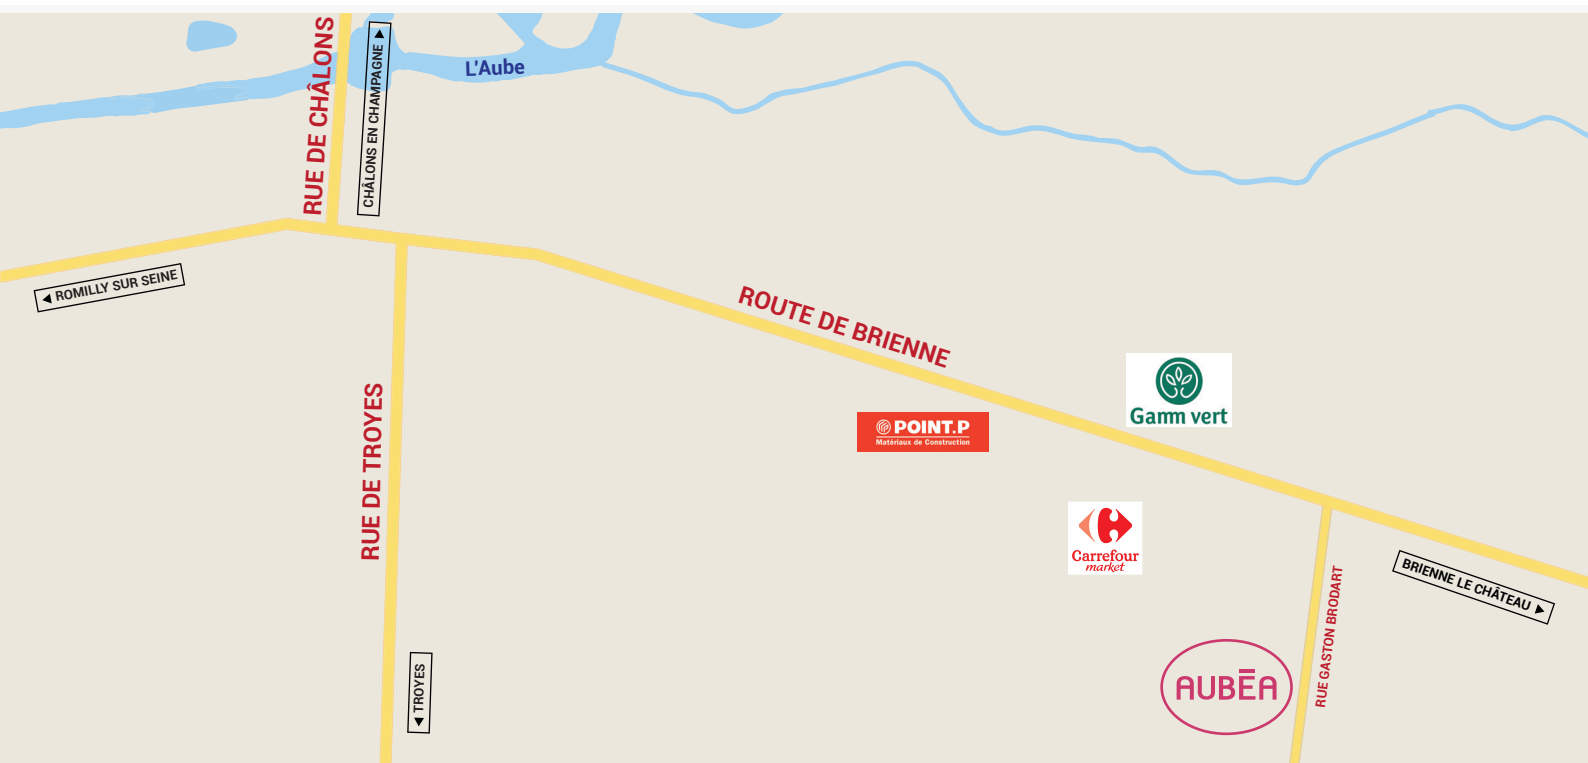 RUE DE CHÂLONS
CHÂLONS EN CHAMPAGNE
L'Aube
ROMILLY SUR SEINE
ROUTE DE BRIENNE
RUE DE TROYES
TROYES
POINT.P
Matériaux de Construction
Gamm vert
Carrefour
market
BRIENNE LE CHÂTEAU
RUE GASTON BRODART
AUBĒA